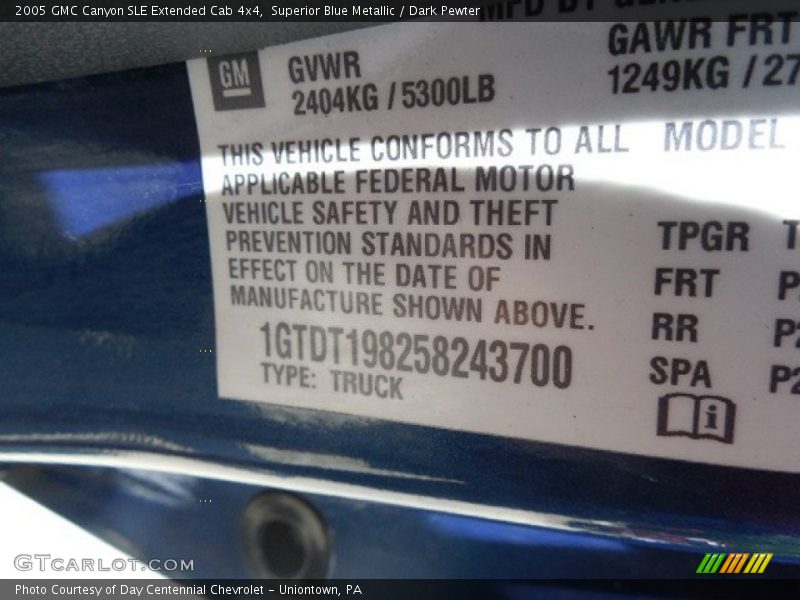 2005 GMC Canyon SLE Extended Cab 4x4, Superior Blue Metallic / Dark Pewter
GM
GVWR
2404KG / 5300LB
GAWR FRT
1249KG / 27
THIS VEHICLE CONFORMS TO ALL
APPLICABLE FEDERAL MOTOR
VEHICLE SAFETY AND THEFT
PREVENTION STANDARDS IN
EFFECT ON THE DATE OF
MANUFACTURE SHOWN ABOVE.
1GTDT198258243700
TYPE: TRUCK
MODEL
TPGR
FRT
RR
SPA
GTCARLOT.COM
Photo Courtesy of Day Centennial Chevrolet - Uniontown, PA